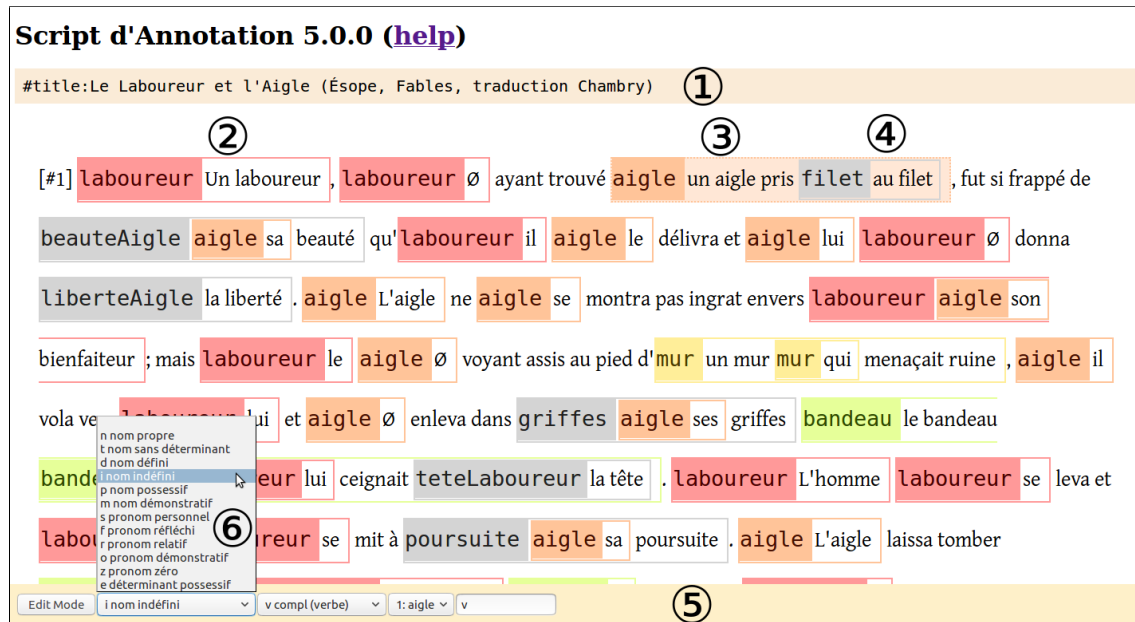 Script d'Annotation 5.0.0 (help)
#title:Le Laboureur et l'Aigle (Ésope, Fables, traduction Chambry) ①
② ③ ④
[#1] laboureur Un laboureur , laboureur Ø ayant trouvé aigle un aigle pris filet au filet , fut si frappé de
beauteAigle aigle sa beauté qu' laboureur il aigle le délivra et aigle lui laboureur Ø donna
liberteAigle la liberté . aigle L'aigle ne aigle se montra pas ingrat envers laboureur aigle son
bienfaiteur ; mais laboureur le aigle Ø voyant assis au pied d' mur un mur mur qui menaçait ruine , aigle il
vola ve ui et aigle Ø enleva dans griffes aigle ses griffes bandeau le bandeau
bande eur lui ceignait teteLaboureur la tête . laboureur L'homme laboureur se leva et
labou reur se mit à poursuite aigle sa poursuite . aigle L'aigle laissa tomber
n nom propre
t nom sans déterminant
d nom défini
i nom indéfini
p nom possessif
m nom démonstratif
s pronom personnel
f pronom réfléchi
r pronom relatif
o pronom démonstratif
z pronom zéro
e déterminant possessif
⑥
Edit Mode i nom indéfini v compl (verbe) 1: aigle v ⑤